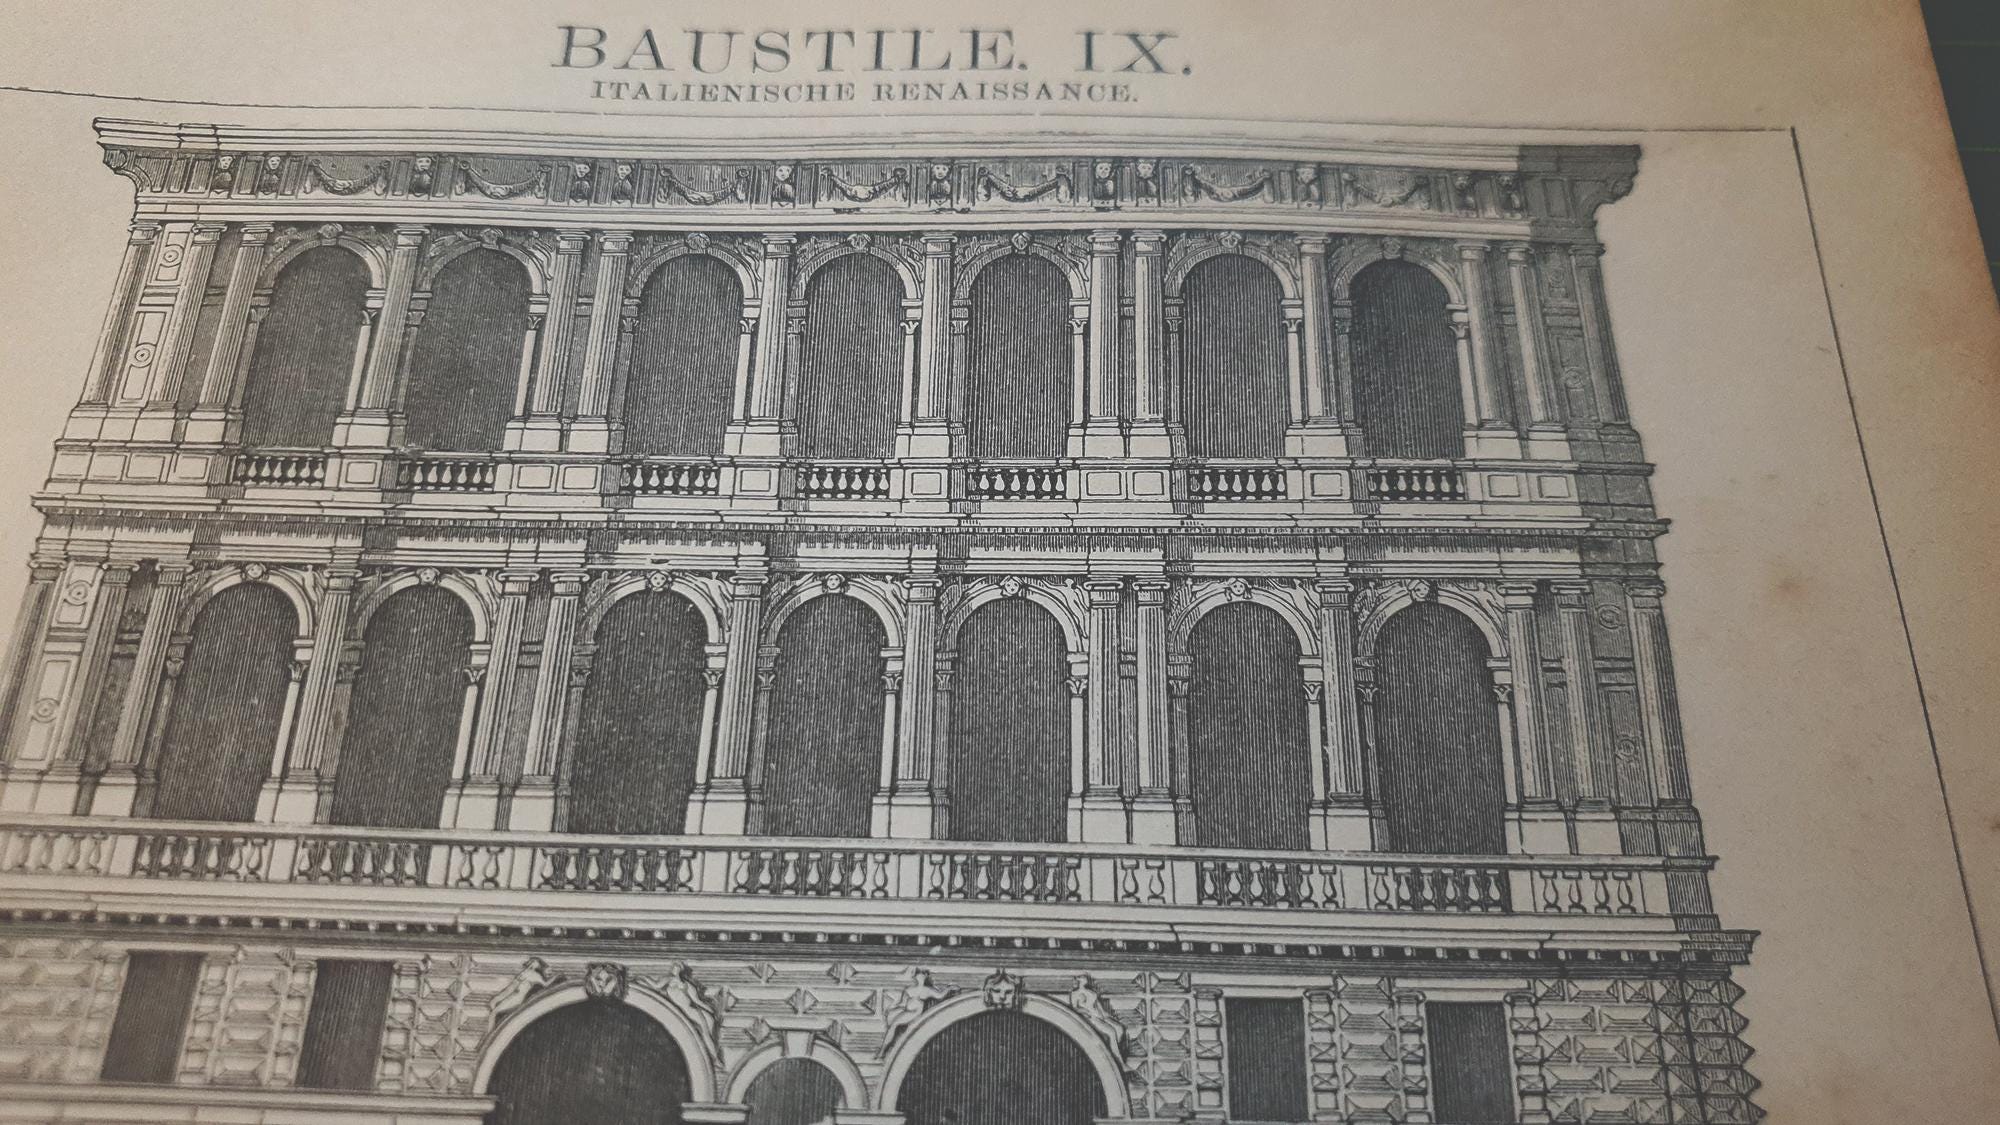 BAUSTILE. IX.
ITALIENISCHE RENAISSANCE.